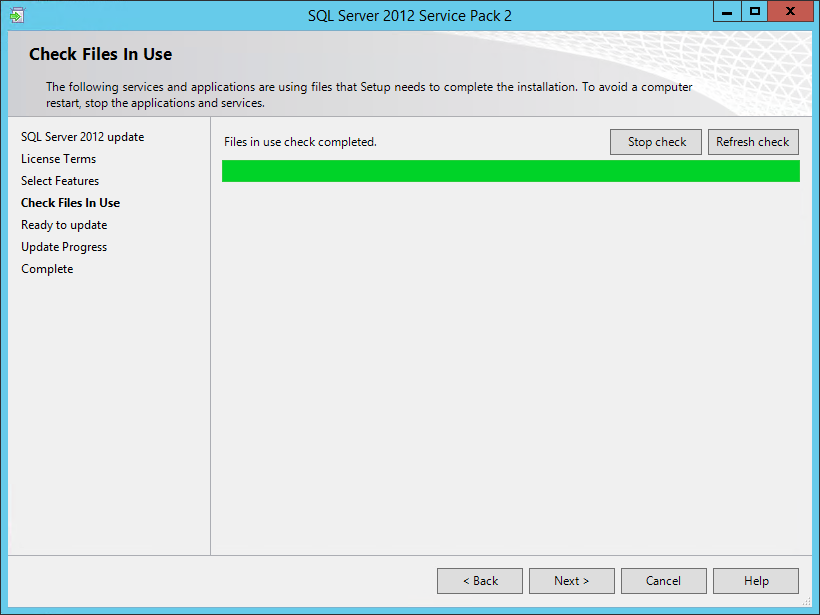 SQL Server 2012 Service Pack 2
Check Files In Use
The following services and applications are using files that Setup needs to complete the installation. To avoid a computer
restart, stop the applications and services.
SQL Server 2012 update
License Terms
Select Features
Check Files In Use
Ready to update
Update Progress
Complete
Files in use check completed.
Stop check
Refresh check
< Back
Next >
Cancel
Help